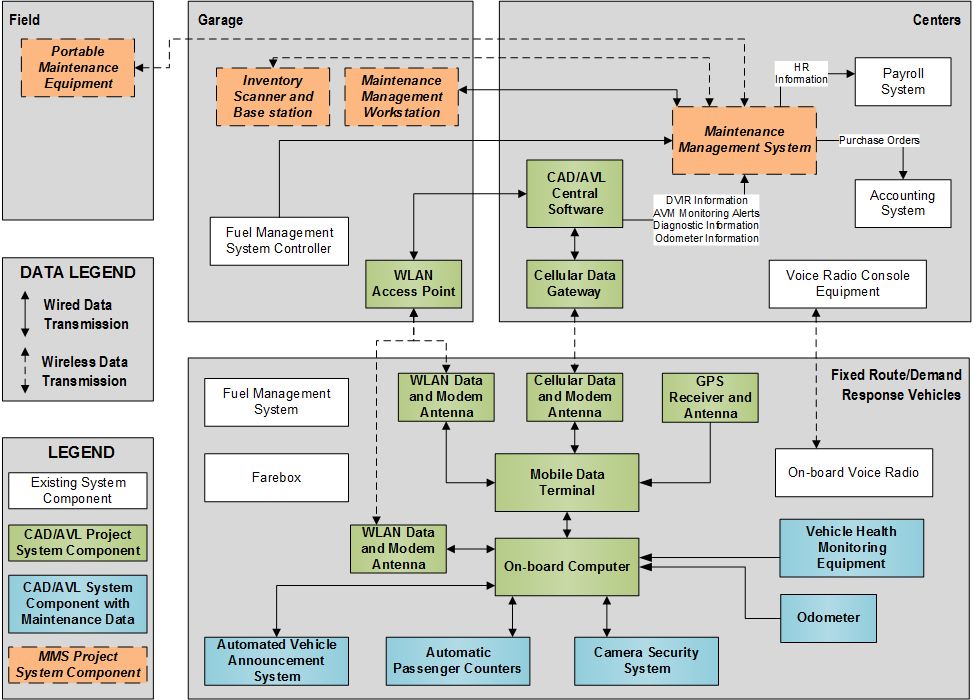 Field
Portable
Maintenance
Equipment
DATA LEGEND
Wired Data
Transmission
Wireless Data
Transmission
LEGEND
Existing System
Component
CAD/AVL Project
System Component
CAD/AVL System
Component with
Maintenance Data
MMS Project
System Component
Garage
Inventory
Scanner and
Base station
Maintenance
Management
Workstation
Fuel Management
System Controller
WLAN
Access Point
Centers
HR
Information
Payroll
System
Maintenance
Management System
Purchase Orders
Accounting
System
CAD/AVL
Central
Software
DVIR Information
AVM Monitoring Alerts
Diagnostic Information
Odometer Information
Cellular Data
Gateway
Voice Radio Console
Equipment
Fixed Route/Demand
Response Vehicles
Fuel Management
System
WLAN Data
and Modem
Antenna
Cellular Data
and Modem
Antenna
GPS
Receiver and
Antenna
Farebox
Mobile Data
Terminal
On-board Voice Radio
WLAN Data
and Modem
Antenna
On-board Computer
Vehicle Health
Monitoring
Equipment
Odometer
Automated Vehicle
Announcement
System
Automatic
Passenger Counters
Camera Security
System